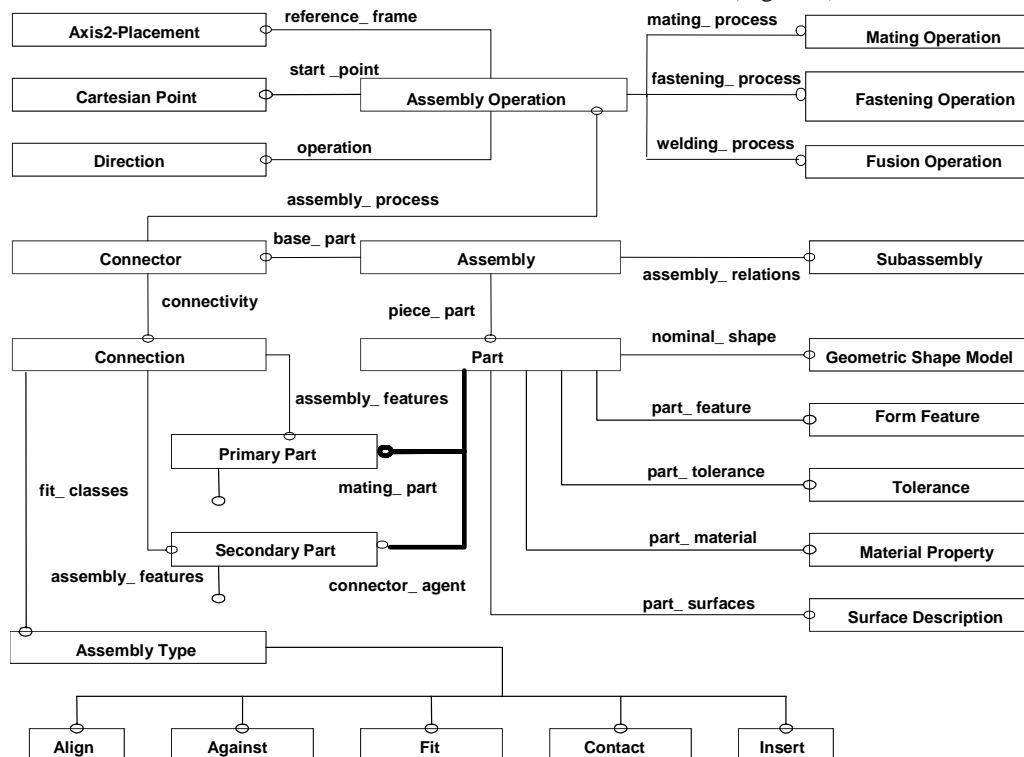 reference_ frame
mating_ process
Axis2-Placement
Mating Operation
start _point
fastening_ process
Cartesian Point
Assembly Operation
Fastening Operation
operation
welding_ process
Direction
Fusion Operation
assembly_ process
base_ part
Connector
Assembly
Subassembly
assembly_ relations
connectivity
piece_ part
nominal_ shape
Connection
Part
Geometric Shape Model
assembly_ features
part_ feature
Form Feature
Primary Part
part_ tolerance
fit_ classes
mating_ part
Tolerance
part_ material
Secondary Part
Material Property
assembly_ features
connector_ agent
part_ surfaces
Surface Description
Assembly Type
Align
Against
Fit
Contact
Insert